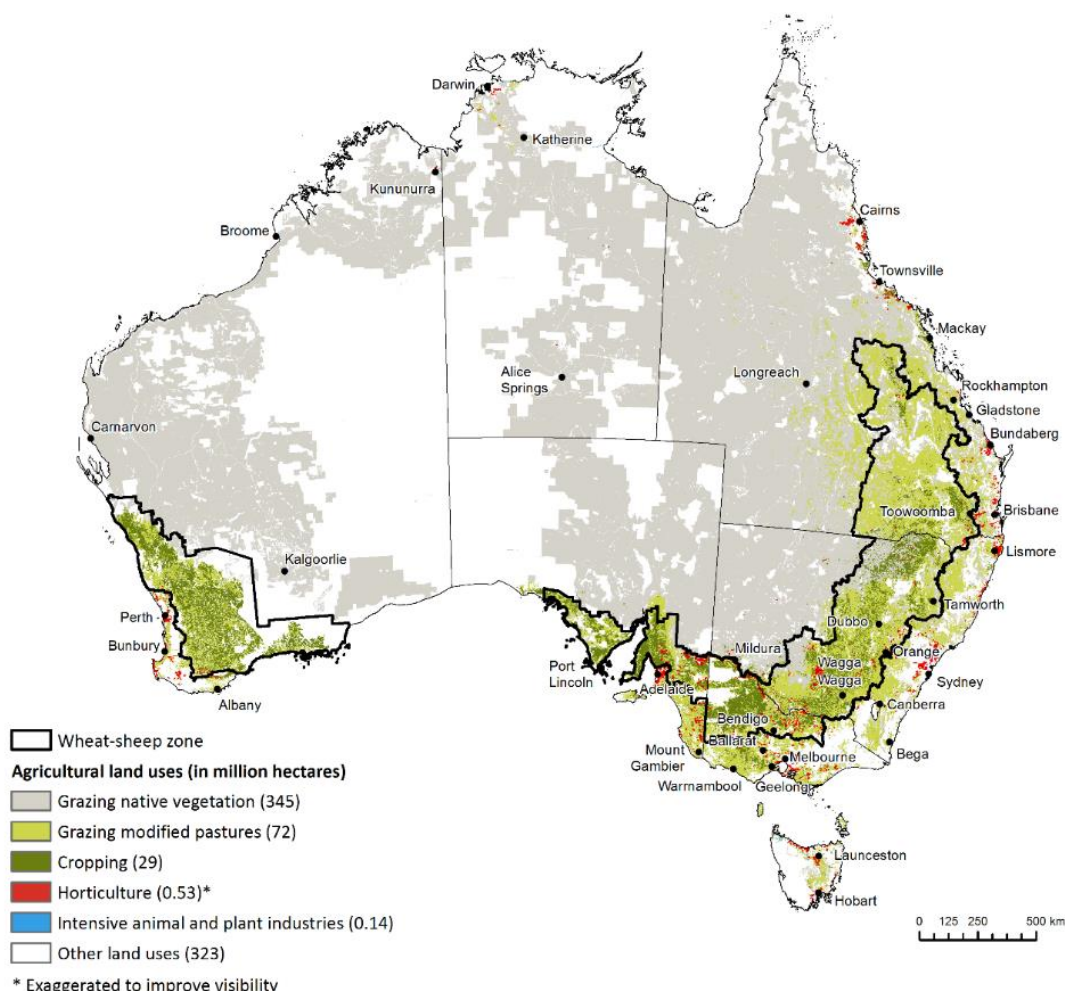 Darwin
Katherine
Kununurra
Broome
Cairns
Townsville
Mackay
Longreach
Alice
Springs
Rockhampton
Gladstone
Carnarvon
Bundaberg
Toowoomba
Brisbane
Kalgoorlie
Lismore
Perth
Tamworth
Dubbo
Bunbury
Mildura
Orange
Port
Lincoln
Wagga
Wagga
Sydney
Albany
Adelaide
Canberra
Bendigo
Wheat-sheep zone
Ballarat
Mount
Gambier
Melbourne
Bega
Agricultural land uses (in million hectares)
Warrnambool
Geelong
Grazing native vegetation (345)
Grazing modified pastures (72)
Cropping (29)
Launceston
Horticulture (0.53)*
Hobart
Intensive animal and plant industries (0.14)
0 125 250 500 km
Other land uses (323)
* Exaggerated to improve visibility